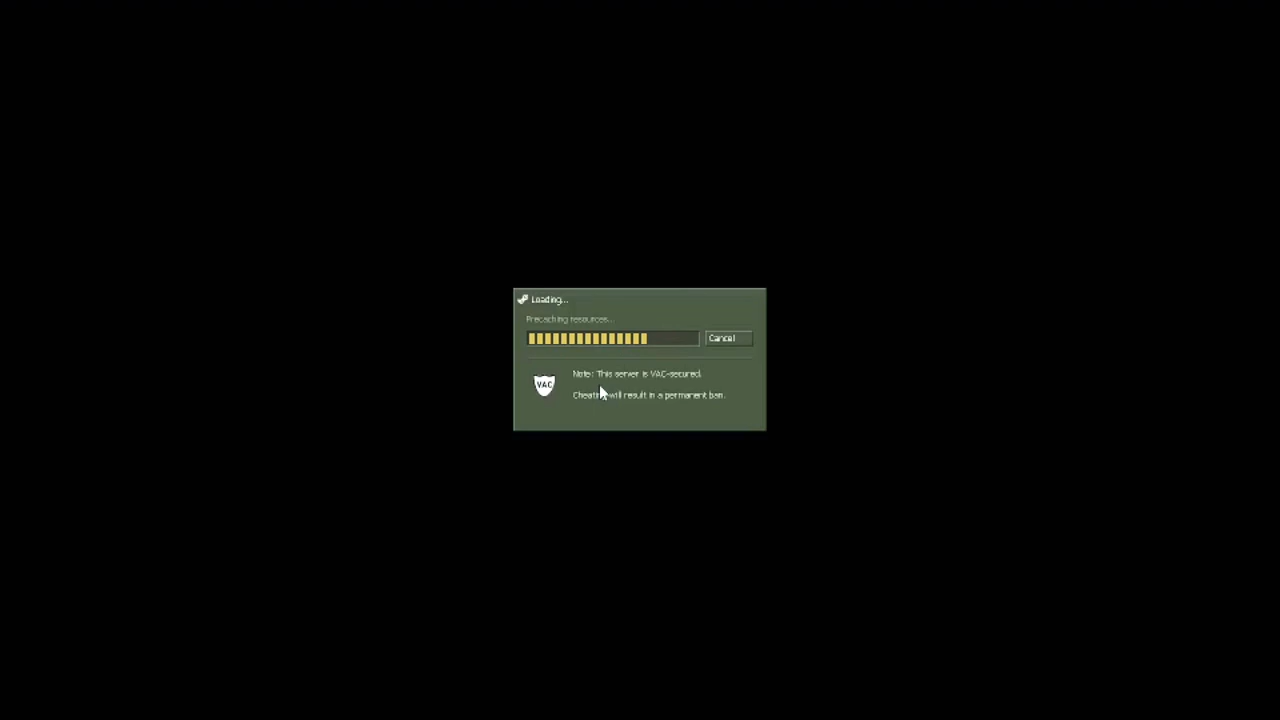 Loading...
Precaching resources...
Cancel
Note: This server is VAC-secured.
VAC
Cheating will result in a permanent ban.